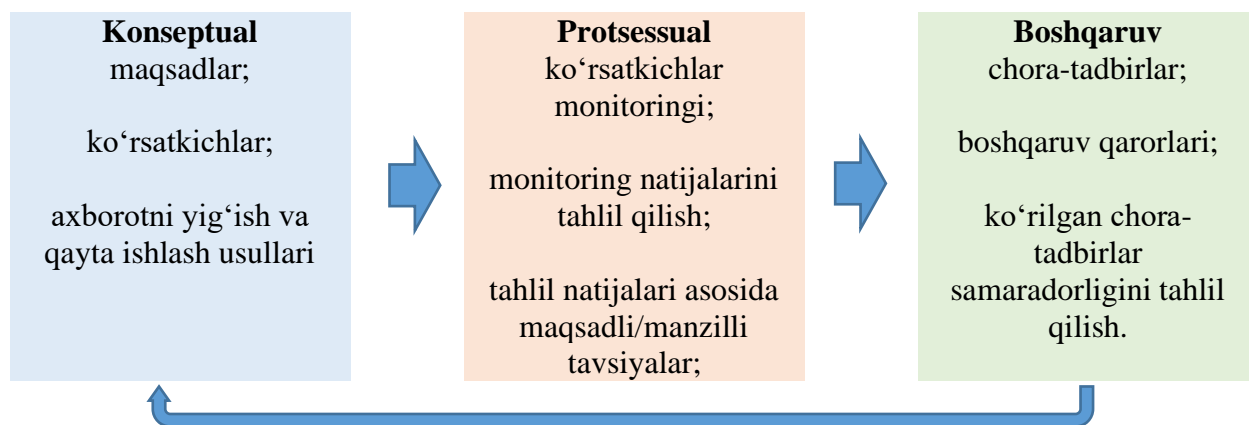 Konseptual
maqsadlar;
ko‘rsatkichlar;
axborotni yig‘ish va
qayta ishlash usullari
Protsessual
ko‘rsatkichlar
monitoringi;
monitoring natijalarini
tahlil qilish;
tahlil natijalari asosida
maqsadli/manzilli
tavsiyalar;
Boshqaruv
chora-tadbirlar;
boshqaruv qarorlari;
ko‘rilgan chora-
tadbirlar
samaradorligini tahlil
qilish.